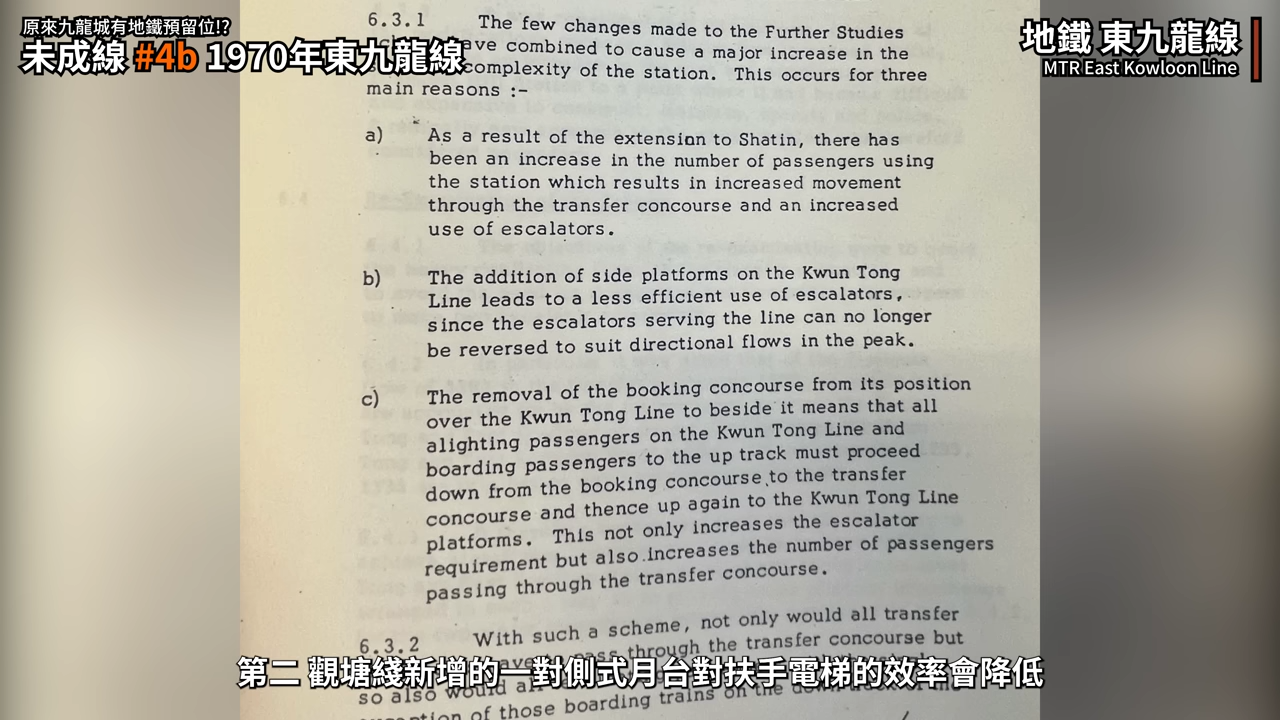 原來九龍城有地鐵預留位!?
未成線 #4b 1970年東九龍線
地鐵 東九龍線
MTR East Kowloon Line
6.3.1 The few changes made to the Further Studies
have combined to cause a major increase in the
complexity of the station. This occurs for three
main reasons :-
a) As a result of the extension to Shatin, there has
been an increase in the number of passengers using
the station which results in increased movement
through the transfer concourse and an increased
use of escalators.
b) The addition of side platforms on the Kwun Tong
Line leads to a less efficient use of escalators,
since the escalators serving the line can no longer
be reversed to suit directional flows in the peak.
c) The removal of the booking concourse from its position
over the Kwun Tong Line to beside it means that all
alighting passengers on the Kwun Tong Line and
boarding passengers to the up track must proceed
down from the booking concourse to the transfer
concourse and thence up again to the Kwun Tong Line
platforms. This not only increases the escalator
requirement but also increases the number of passengers
passing through the transfer concourse.
6.3.2 With such a scheme, not only would all transfer
pass through the transfer concourse but
so also would all
of those boarding trains on the down track
第二 觀塘綫新增的一對側式月台對扶手電梯的效率會降低